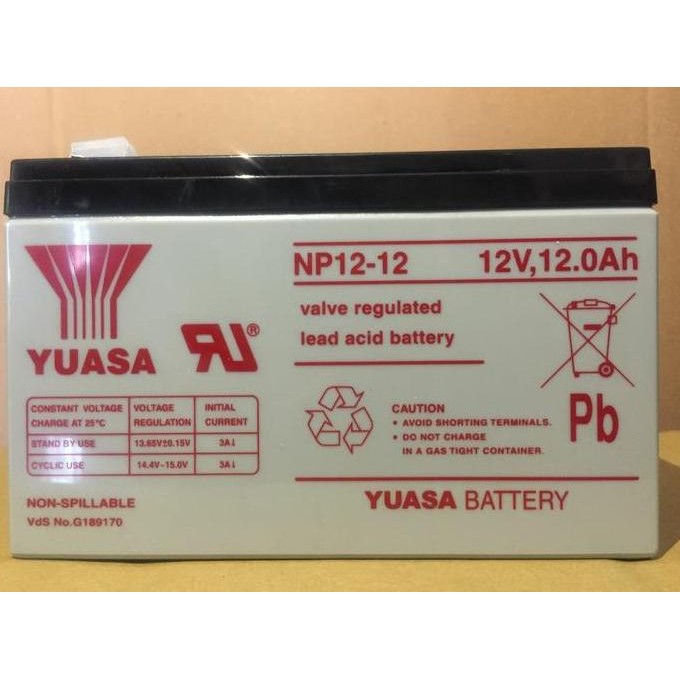 YUASA
NP12-12 12V,12.0Ah
valve regulated
lead acid battery
CONSTANT VOLTAGE CHARGE AT 25°C VOLTAGE REGULATION INITIAL CURRENT
STAND BY USE 13.65V±0.15V 3A↓
CYCLIC USE 14.4V~15.0V 3A↓
CAUTION
• AVOID SHORTING TERMINALS.
• DO NOT CHARGE
IN A GAS TIGHT CONTAINER.
Pb
NON-SPILLABLE
VdS No.G189170
YUASA BATTERY